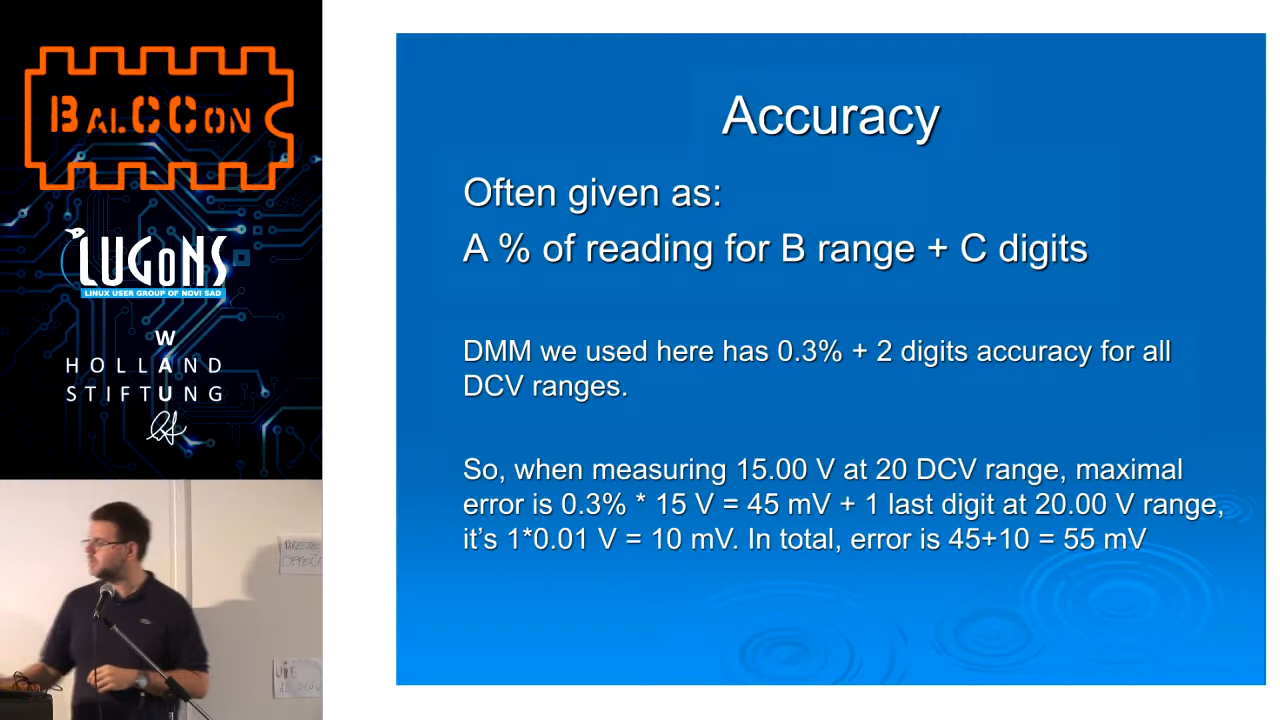 BALCCON
LUGoNS
LINUX USER GROUP OF NOVI SAD
W
HOLLAND
STIFTUNG
Accuracy
Often given as:
A % of reading for B range + C digits
DMM we used here has 0.3% + 2 digits accuracy for all
DCV ranges.
So, when measuring 15.00 V at 20 DCV range, maximal
error is 0.3% * 15 V = 45 mV + 1 last digit at 20.00 V range,
it’s 1*0.01 V = 10 mV. In total, error is 45+10 = 55 mV